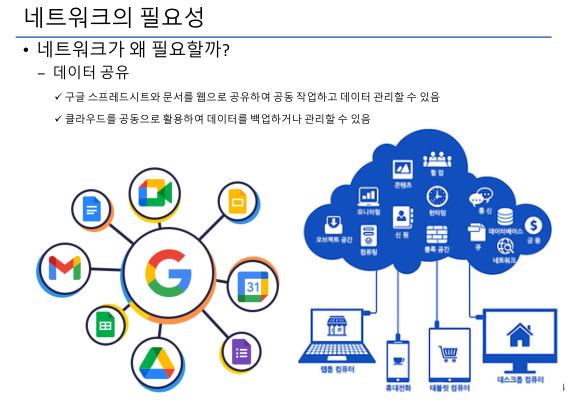 네트워크의 필요성
• 네트워크가 왜 필요할까?
– 데이터 공유
✓ 구글 스프레드시트와 문서를 웹으로 공유하여 공동 작업하고 데이터 관리할 수 있음
✓ 클라우드를 공동으로 활용하여 데이터를 백업하거나 관리할 수 있음
협 업
콘텐츠
모니터링
런타임
통 신
오브젝트 공간
컴퓨팅
신 원
블록 공간
큐
데이터베이스
금 융
네트워크
31
G
랩톱 컴퓨터
휴대전화
태블릿 컴퓨터
데스크톱 컴퓨터